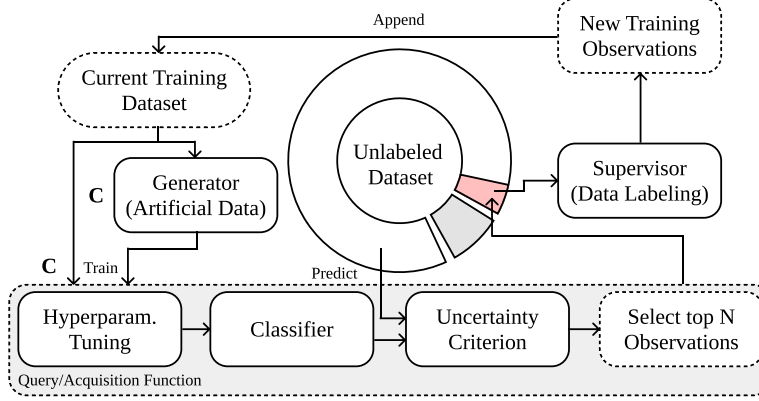 Append
New Training
Observations
Current Training
Dataset
Unlabeled
Dataset
Supervisor
(Data Labeling)
C
Generator
(Artificial Data)
C
Train
Predict
Hyperparam.
Tuning
Classifier
Uncertainty
Criterion
Select top N
Observations
Query/Acquisition Function